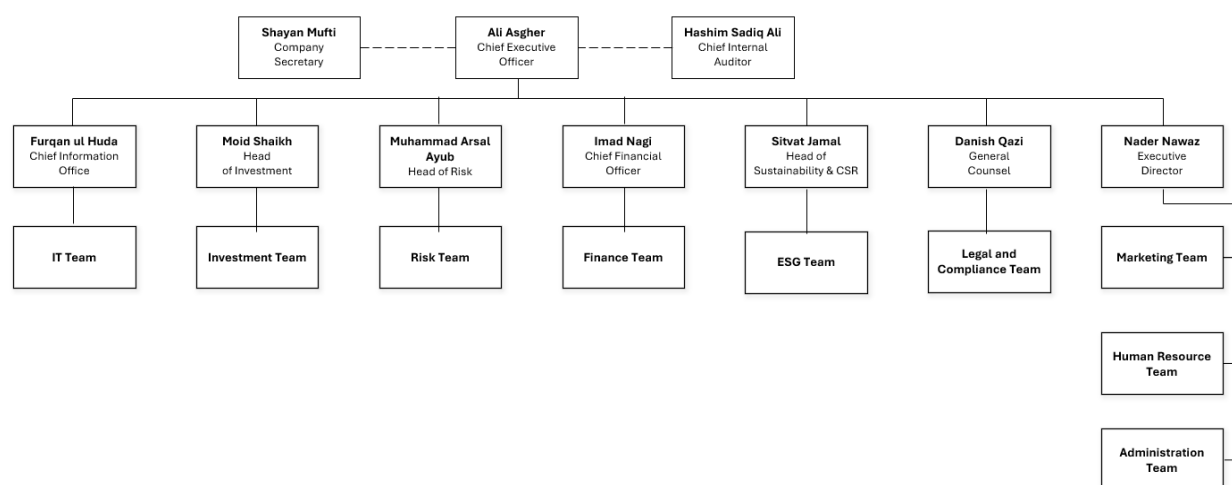 Shayan Mufti
Company
Secretary
Ali Asgher
Chief Executive
Officer
Hashim Sadiq Ali
Chief Internal
Auditor
Furqan ul Huda
Chief Information
Office
Moid Shaikh
Head
of Investment
Muhammad Arsal
Ayub
Head of Risk
Imad Nagi
Chief Financial
Officer
Sitvat Jamal
Head of
Sustainability & CSR
Danish Qazi
General
Counsel
Nader Nawaz
Executive
Director
IT Team
Investment Team
Risk Team
Finance Team
ESG Team
Legal and
Compliance Team
Marketing Team
Human Resource
Team
Administration
Team